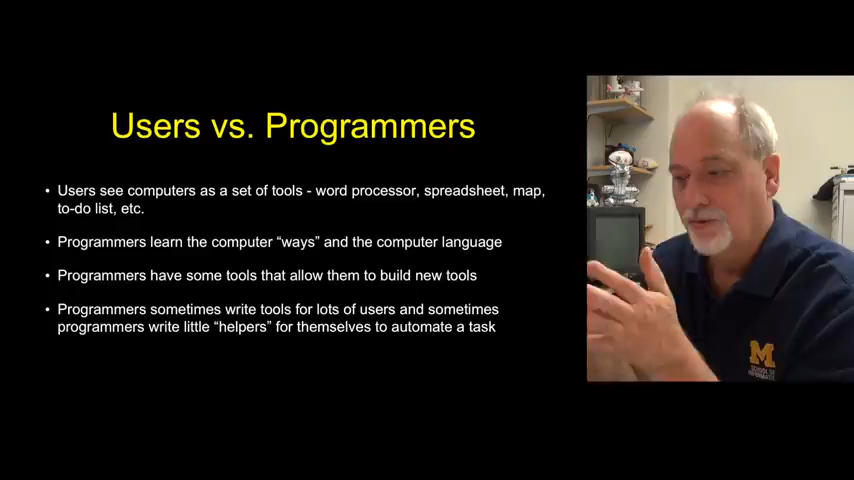 Users vs. Programmers
• Users see computers as a set of tools - word processor, spreadsheet, map,
to-do list, etc.
• Programmers learn the computer “ways” and the computer language
• Programmers have some tools that allow them to build new tools
• Programmers sometimes write tools for lots of users and sometimes
programmers write little “helpers” for themselves to automate a task
M
SCHOOL OF
INFORMATION